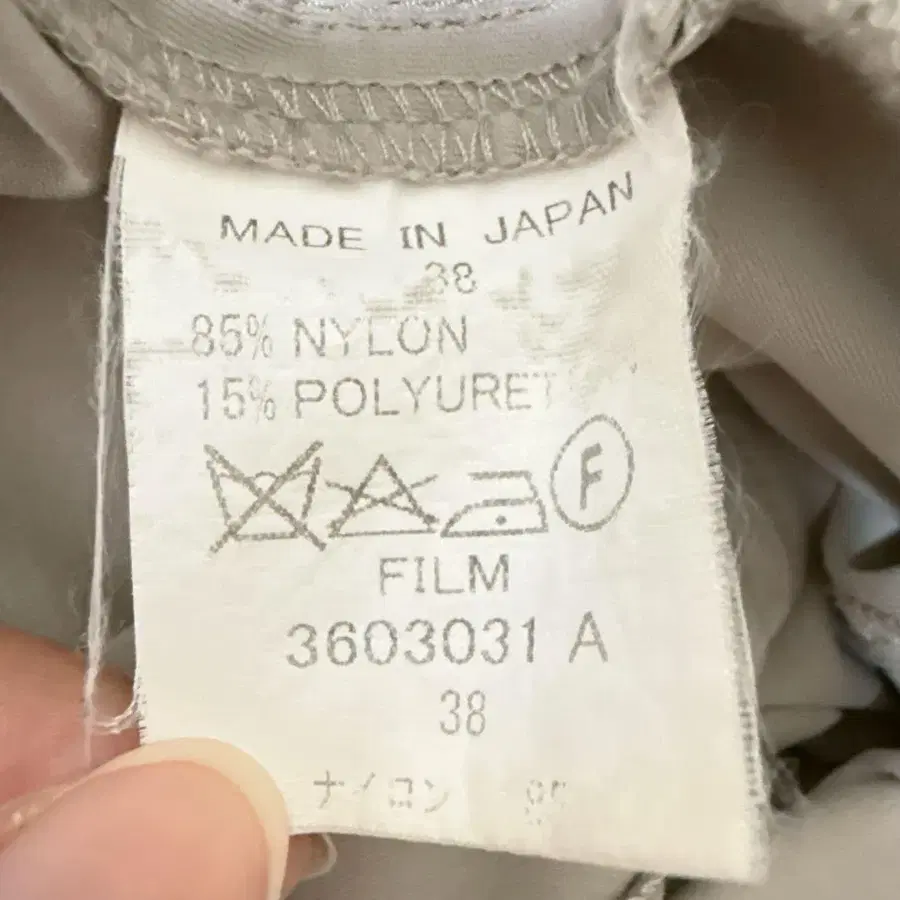 MADE IN JAPAN
38
85% NYLON
15% POLYURET
F
FILM
3603031 A
38
ナイロン